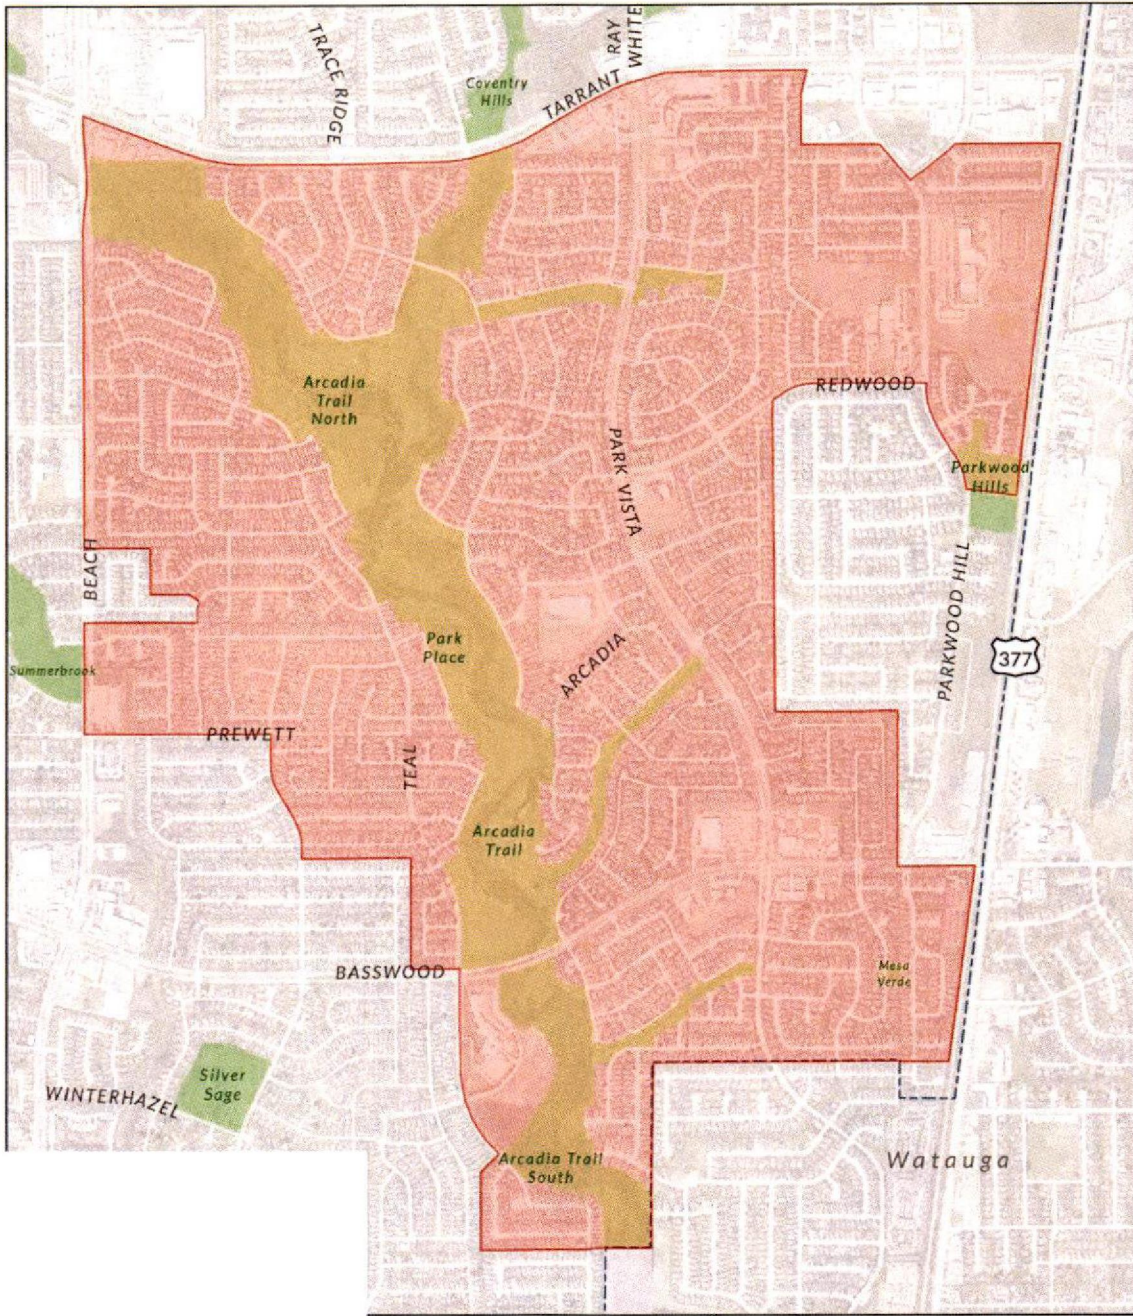 RAY
WHITE
TRACE RIDGE
Coventry
Hills
TARRANT
Arcadia
Trail
North
REDWOOD
PARK VISTA
Parkwood
Hills
BEACH
PARKWOOD HILL
Park
Place
ARCADIA
377
Summerbrook
PREWETT
TEAL
Arcadia
Trail
BASSWOOD
Mesa
Verde
Silver
Sage
WINTERHAZEL
Arcadia Trail
South
Watauga